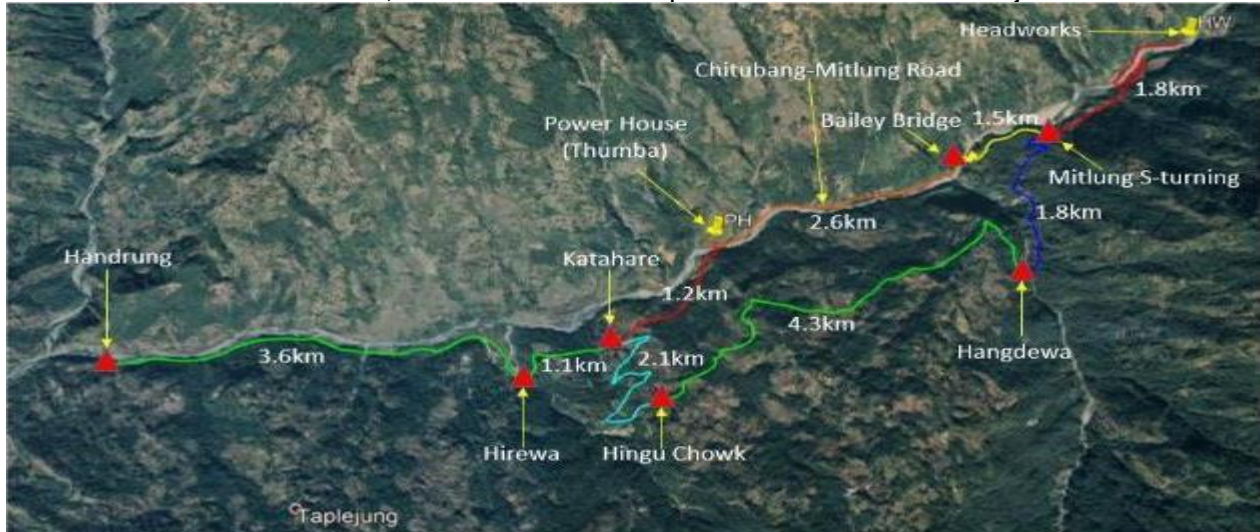 Headworks
HW
Chitubang-Mitlung Road
1.8km
Power House
(Thumba)
Bailey Bridge
1.5km
Mitlung S-turning
PH
2.6km
1.8km
Handrung
Katahare
1.2km
4.3km
3.6km
1.1km
2.1km
Hangdewa
Hirewa
Hingu Chowk
Taplejung